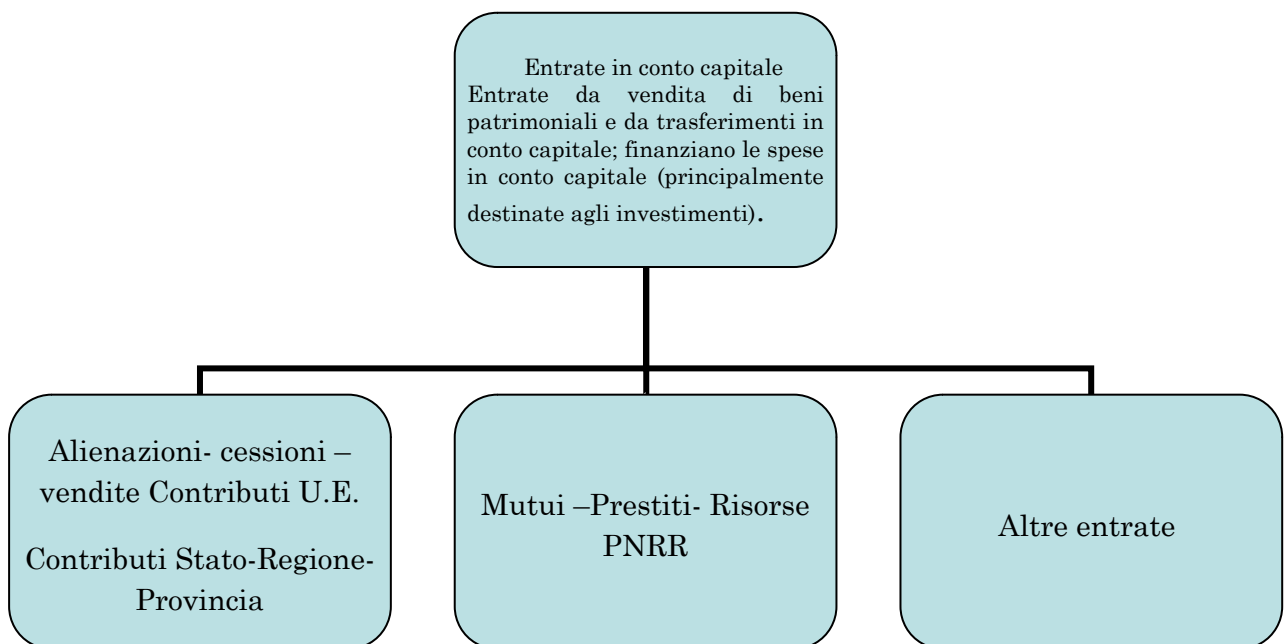 Entrate in conto capitale
Entrate da vendita di beni
patrimoniali e da trasferimenti in
conto capitale; finanziano le spese
in conto capitale (principalmente
destinate agli investimenti).
Alienazioni- cessioni –
vendite Contributi U.E.
Contributi Stato-Regione-
Provincia
Mutui –Prestiti- Risorse
PNRR
Altre entrate